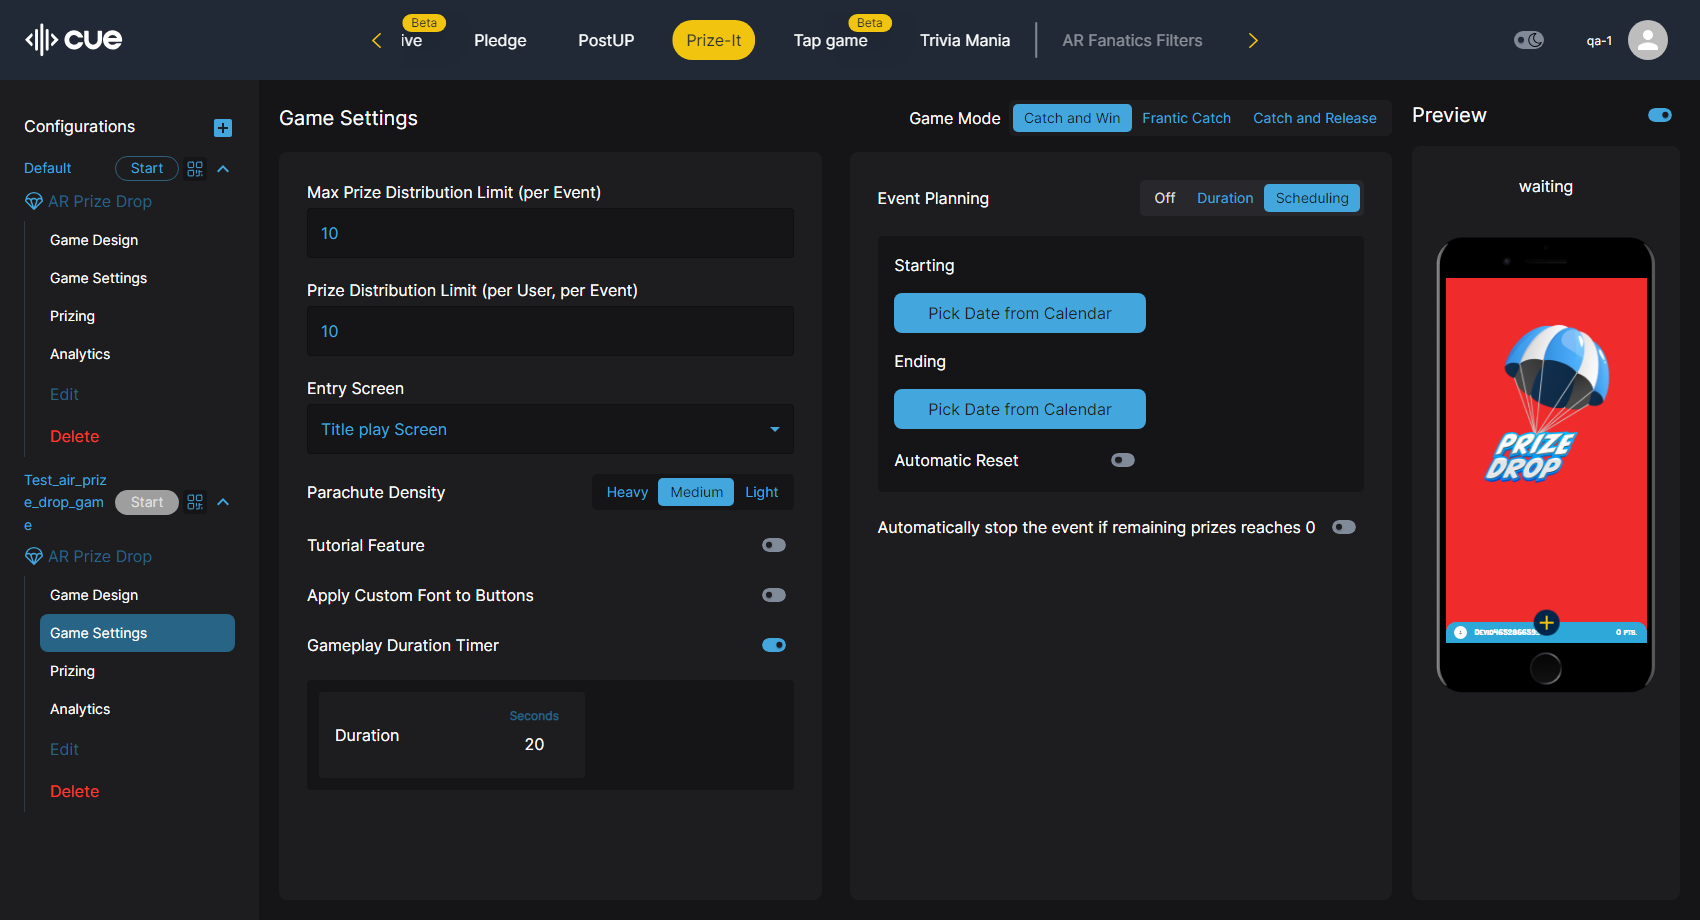 cue
Beta
ive
Pledge
PostUP
Prize-It
Beta
Tap game
Trivia Mania
AR Fanatics Filters
qa-1
Configurations
Default
Start
AR Prize Drop
Game Design
Game Settings
Prizing
Analytics
Edit
Delete
Test_air_priz
e_drop_gam
e
Start
AR Prize Drop
Game Design
Game Settings
Prizing
Analytics
Edit
Delete
Game Settings
Game Mode
Catch and Win
Frantic Catch
Catch and Release
Max Prize Distribution Limit (per Event)
10
Prize Distribution Limit (per User, per Event)
10
Entry Screen
Title play Screen
Parachute Density
Heavy
Medium
Light
Tutorial Feature
Apply Custom Font to Buttons
Gameplay Duration Timer
Duration
Seconds
20
Event Planning
Off
Duration
Scheduling
Starting
Pick Date from Calendar
Ending
Pick Date from Calendar
Automatic Reset
Automatically stop the event if remaining prizes reaches 0
Preview
waiting
PRIZE
DROP
0 PTS.